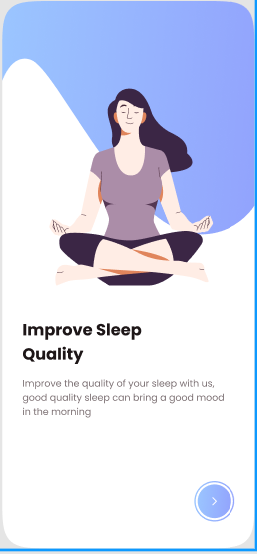 Improve Sleep
Quality
Improve the quality of your sleep with us,
good quality sleep can bring a good mood
in the morning